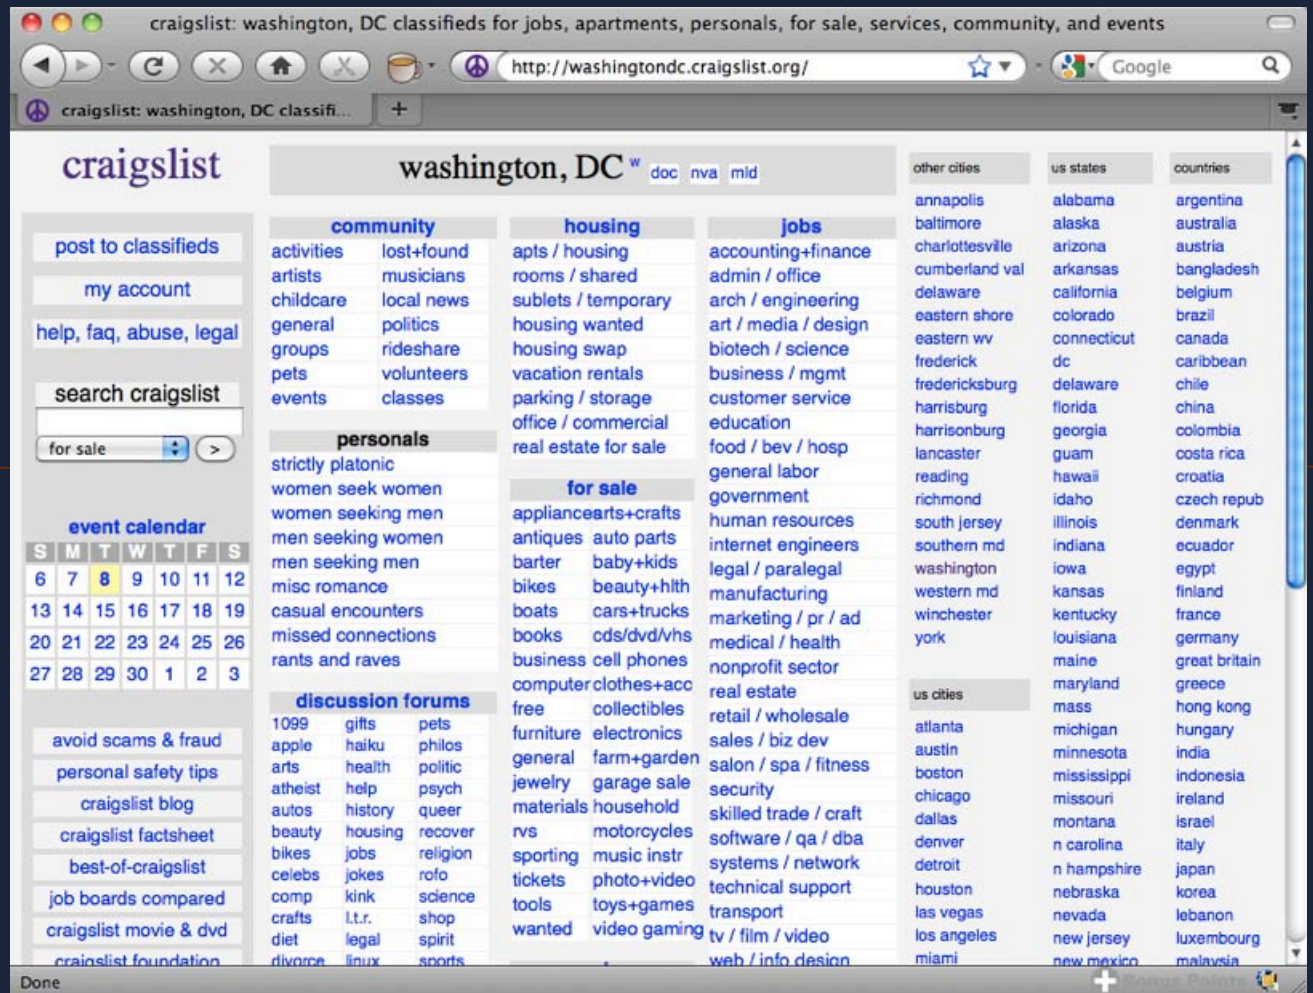 craigslist: washington, DC classifieds for jobs, apartments, personals, for sale, services, community, and events
http://washingtondc.craigslist.org/
Google
craigslist: washington, DC classifi...
craigslist
post to classifieds
my account
help, faq, abuse, legal
search craigslist
for sale
>
event calendar
S M T W T F S
6 7 8 9 10 11 12
13 14 15 16 17 18 19
20 21 22 23 24 25 26
27 28 29 30 1 2 3
avoid scams & fraud
personal safety tips
craigslist blog
craigslist factsheet
best-of-craigslist
job boards compared
craigslist movie & dvd
craigslist foundation
washington, DC w doc nva mld
community
activities lost+found
artists musicians
childcare local news
general politics
groups rideshare
pets volunteers
events classes
personals
strictly platonic
women seek women
women seeking men
men seeking women
men seeking men
misc romance
casual encounters
missed connections
rants and raves
discussion forums
1099 gifts pets
apple haiku philos
arts health politic
atheist help psych
autos history queer
beauty housing recover
bikes jobs religion
celebs jokes rofo
comp kink science
crafts l.t.r. shop
diet legal spirit
divorce linux sports
housing
apts / housing
rooms / shared
sublets / temporary
housing wanted
housing swap
vacation rentals
parking / storage
office / commercial
real estate for sale
for sale
appliances arts+crafts
antiques auto parts
barter baby+kids
bikes beauty+hlth
boats cars+trucks
books cds/dvd/vhs
business cell phones
computer clothes+acc
free collectibles
furniture electronics
general farm+garden
jewelry garage sale
materials household
rvs motorcycles
sporting music instr
tickets photo+video
tools toys+games
wanted video gaming
jobs
accounting+finance
admin / office
arch / engineering
art / media / design
biotech / science
business / mgmt
customer service
education
food / bev / hosp
general labor
government
human resources
internet engineers
legal / paralegal
manufacturing
marketing / pr / ad
medical / health
nonprofit sector
real estate
retail / wholesale
sales / biz dev
salon / spa / fitness
security
skilled trade / craft
software / qa / dba
systems / network
technical support
transport
tv / film / video
web / info design
other cities
annapolis
baltimore
charlottesville
cumberland val
delaware
eastern shore
eastern wv
frederick
fredericksburg
harrisburg
harrisonburg
lancaster
reading
richmond
south jersey
southern md
washington
western md
winchester
york
us cities
atlanta
austin
boston
chicago
dallas
denver
detroit
houston
las vegas
los angeles
miami
us states
alabama
alaska
arizona
arkansas
california
colorado
connecticut
dc
delaware
florida
georgia
guam
hawaii
idaho
illinois
indiana
iowa
kansas
kentucky
louisiana
maine
maryland
mass
michigan
minnesota
mississippi
missouri
montana
n carolina
n hampshire
nebraska
nevada
new jersey
new mexico
countries
argentina
australia
austria
bangladesh
belgium
brazil
canada
caribbean
chile
china
colombia
costa rica
croatia
czech repub
denmark
ecuador
egypt
finland
france
germany
great britain
greece
hong kong
hungary
india
indonesia
ireland
israel
italy
japan
korea
lebanon
luxembourg
malaysia
Done
Bonus Points